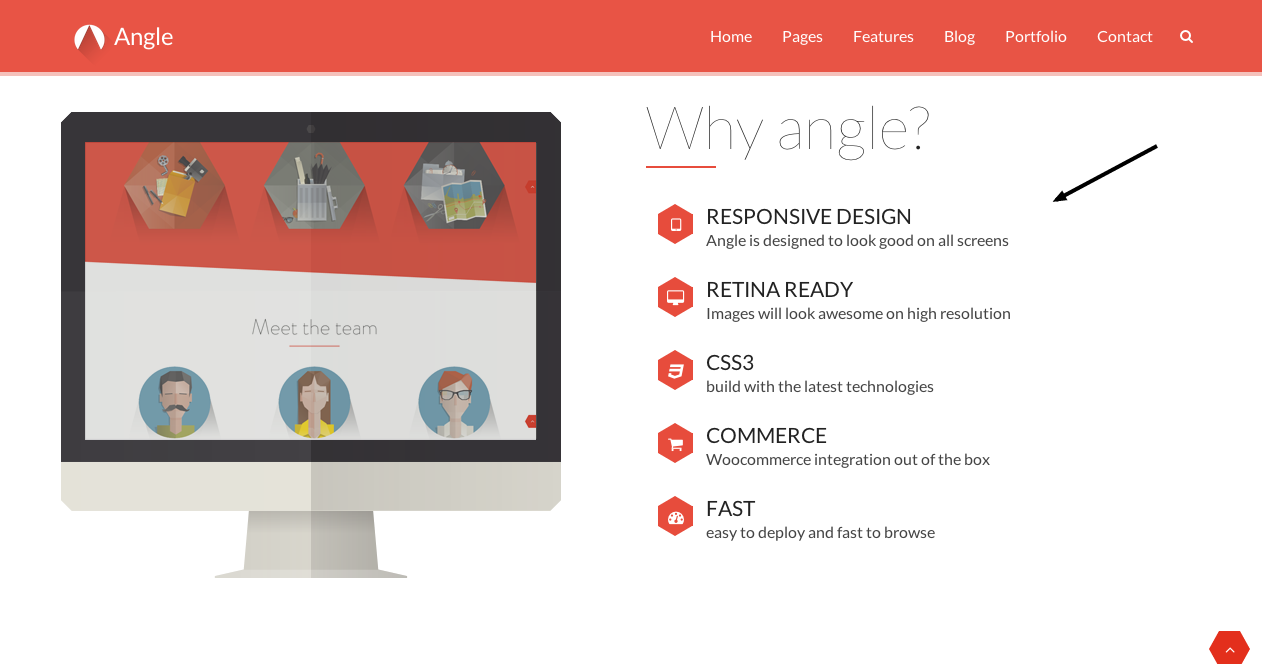 Angle
Home Pages Features Blog Portfolio Contact
Why angle?
RESPONSIVE DESIGN
Angle is designed to look good on all screens
RETINA READY
Images will look awesome on high resolution
CSS3
build with the latest technologies
COMMERCE
Woocommerce integration out of the box
FAST
easy to deploy and fast to browse
Meet the team